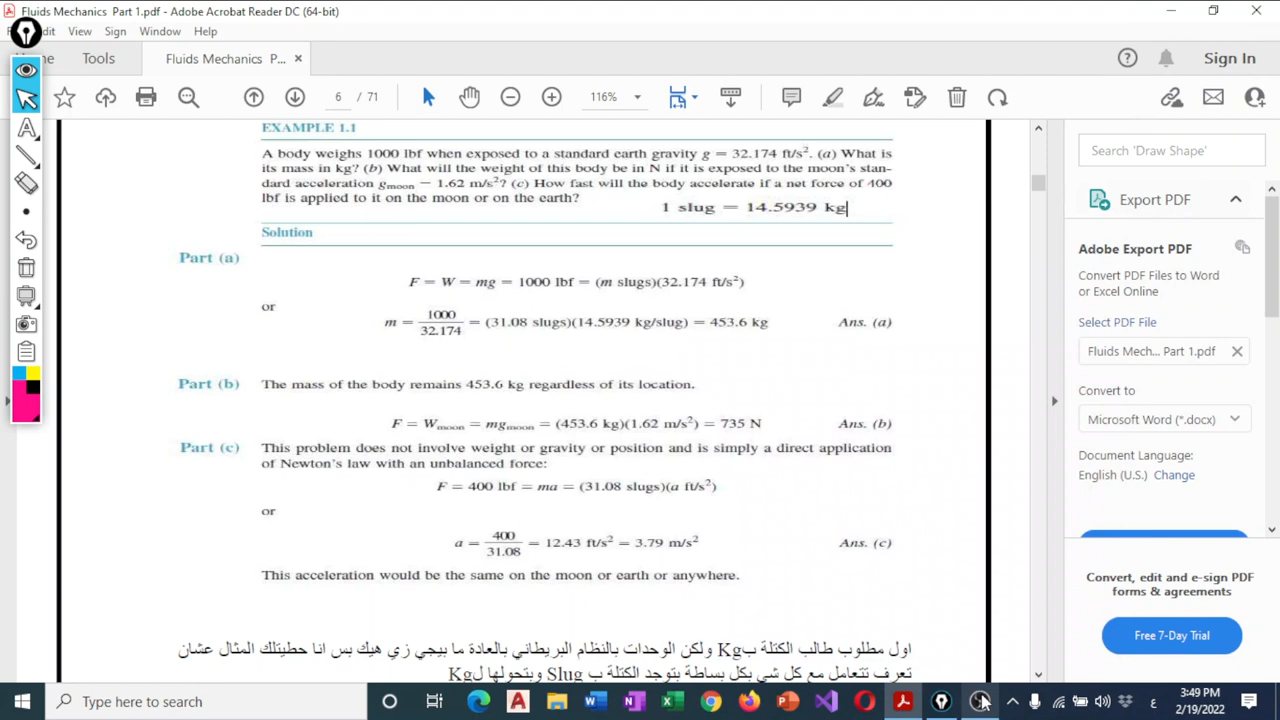 Fluids Mechanics Part 1.pdf - Adobe Acrobat Reader DC (64-bit)
View Sign Window Help
Tools
Fluids Mechanics P...
Sign In
6 / 71
116%
EXAMPLE 1.1
A body weighs 1000 lbf when exposed to a standard earth gravity g = 32.174 ft/s². (a) What is
its mass in kg? (b) What will the weight of this body be in N if it is exposed to the moon's stan-
dard acceleration gmoon = 1.62 m/s²? (c) How fast will the body accelerate if a net force of 400
lbf is applied to it on the moon or on the earth?
1 slug = 14.5939 kg
Solution
Part (a)
F = W = mg = 1000 lbf = (m slugs)(32.174 ft/s²)
or
m = 1000/32.174 = (31.08 slugs)(14.5939 kg/slug) = 453.6 kg Ans. (a)
Part (b) The mass of the body remains 453.6 kg regardless of its location.
F = Wmoon = mgmoon = (453.6 kg)(1.62 m/s²) = 735 N Ans. (b)
Part (c) This problem does not involve weight or gravity or position and is simply a direct application
of Newton's law with an unbalanced force:
F = 400 lbf = ma = (31.08 slugs)(a ft/s²)
or
a = 400/31.08 = 12.43 ft/s² = 3.79 m/s² Ans. (c)
This acceleration would be the same on the moon or earth or anywhere.
اول مطلوب طالب الكتلة بKg ولكن الوحدات بالنظام البريطاني بالعادة ما بيجي زي هيك بس انا حطيتلك المثال عشان
تعرف تتعامل مع كل شي بكل بساطة بتوجد الكتلة ب Slug وبتحولها لKg
Search 'Draw Shape'
Export PDF
Adobe Export PDF
Convert PDF Files to Word
or Excel Online
Select PDF File
Fluids Mech... Part 1.pdf
Convert to
Microsoft Word (*.docx)
Document Language:
English (U.S.) Change
Convert, edit and e-sign PDF
forms & agreements
Free 7-Day Trial
Type here to search
ع
3:49 PM
2/19/2022